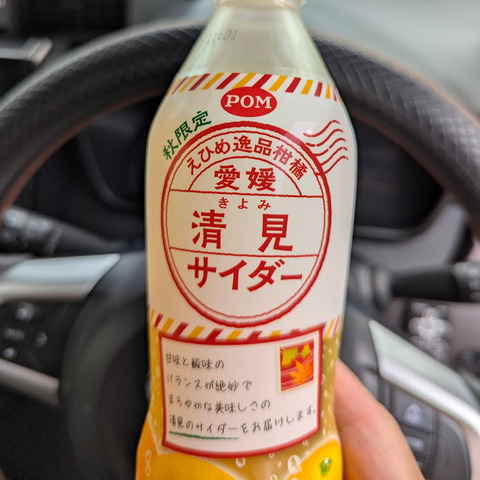 POM
秋限定
えひめ逸品柑橘
愛媛
きよみ
清見
サイダー
甘味と酸味の
バランスが絶妙で
まろやかな美味しさの
清見のサイダーをお届けします。